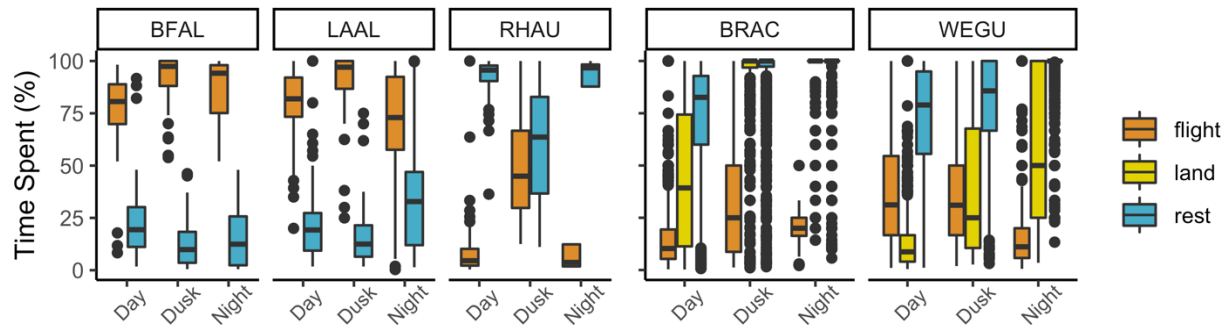 BFAL LAAL RHAU BRAC WEGU
Time Spent (%)
100
75
50
25
0
flight
land
rest
Day Dusk Night Day Dusk Night Day Dusk Night Day Dusk Night Day Dusk Night